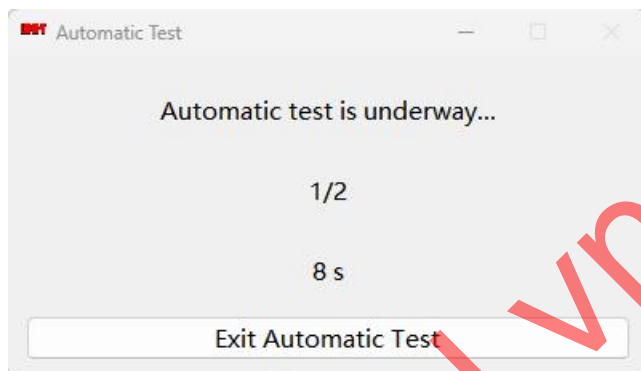 Automatic Test
Automatic test is underway...
1/2
8 s
Exit Automatic Test